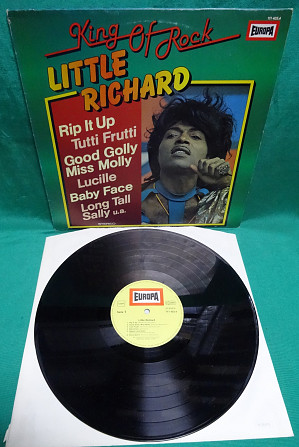 King Of Rock
EUROPA
LITTLE
RICHARD
Rip It Up
Tutti Frutti
Good Golly
Miss Molly
Lucille
Baby Face
Long Tall
Sally u.a.
EUROPA